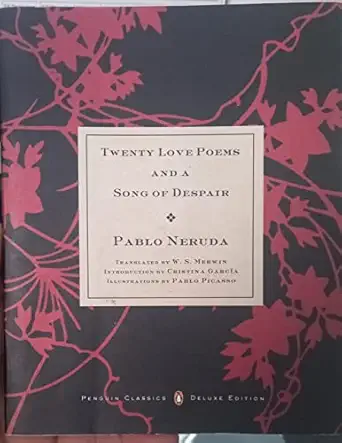 Twenty Love Poems
and a
Song of Despair
Pablo Neruda
Translated by W. S. Merwin
Introduction by Cristina García
Illustrations by Pablo Picasso
Penguin Classics Deluxe Edition